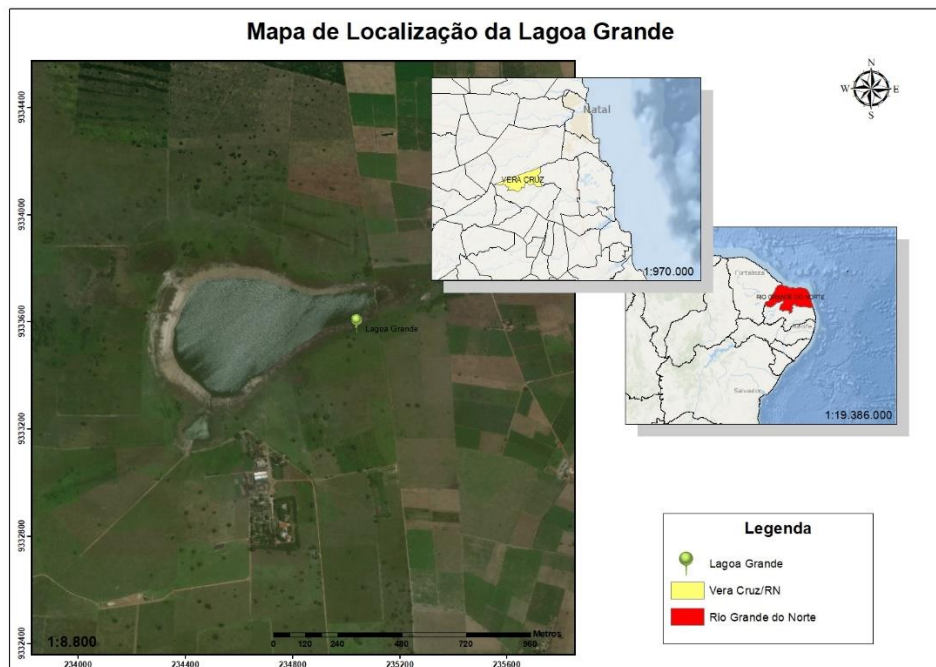 Mapa de Localização da Lagoa Grande
N
W E
S
9334400
9334000
9333600
9333200
9332800
9332400
Natal
VERA CRUZ
1:970.000
Fortaleza
RIO GRANDE DO NORTE
Recife
Salvador
1:19.386.000
Lagoa Grande
1:8.800
Metros
0 120 240 480 720 960
234000 234400 234800 235200 235600
Legenda
Lagoa Grande
Vera Cruz/RN
Rio Grande do Norte